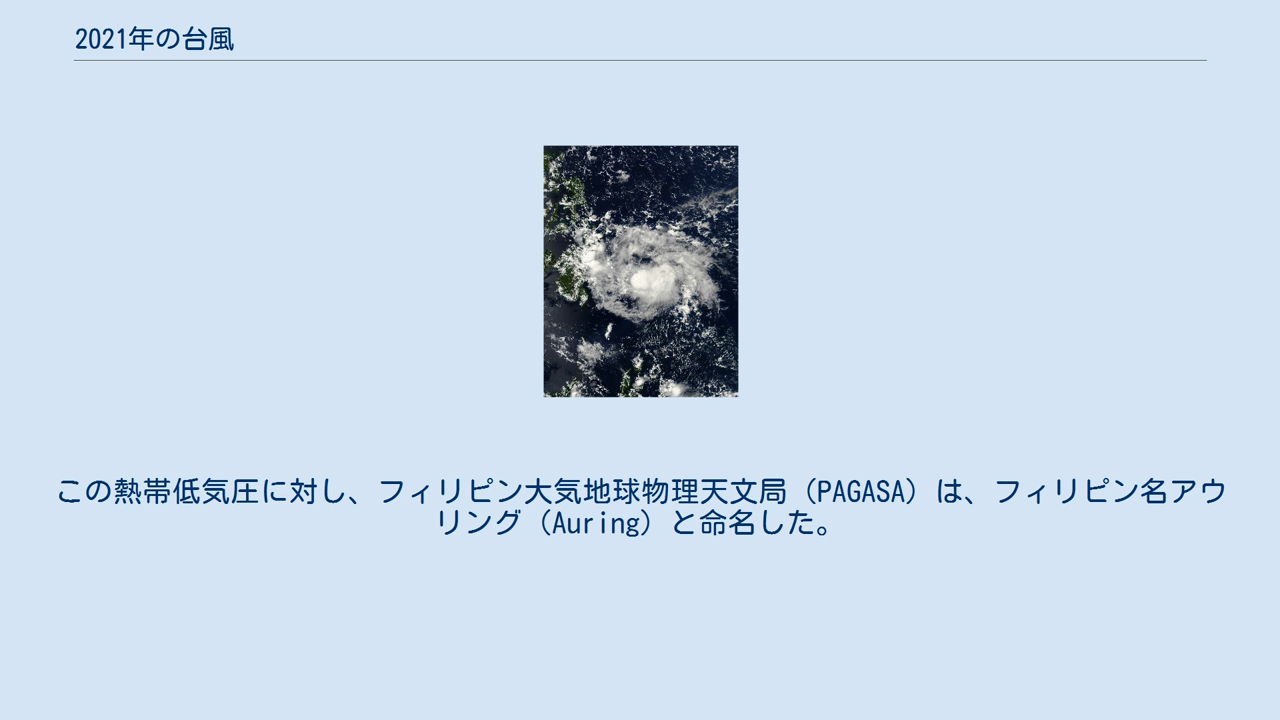 2021年の台風
この熱帯低気圧に対し、フィリピン大気地球物理天文局（PAGASA）は、フィリピン名アウ
リング（Auring）と命名した。